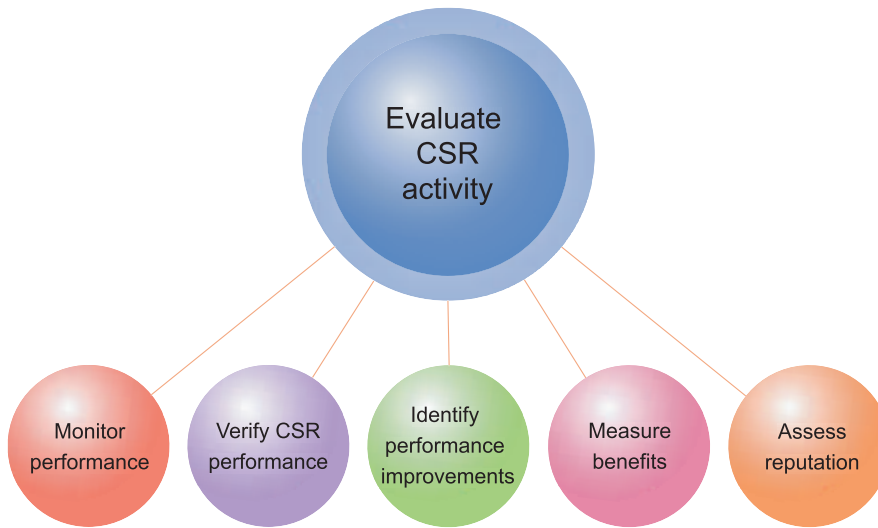 Evaluate
CSR
activity
Monitor
performance
Verify CSR
performance
Identify
performance
improvements
Measure
benefits
Assess
reputation